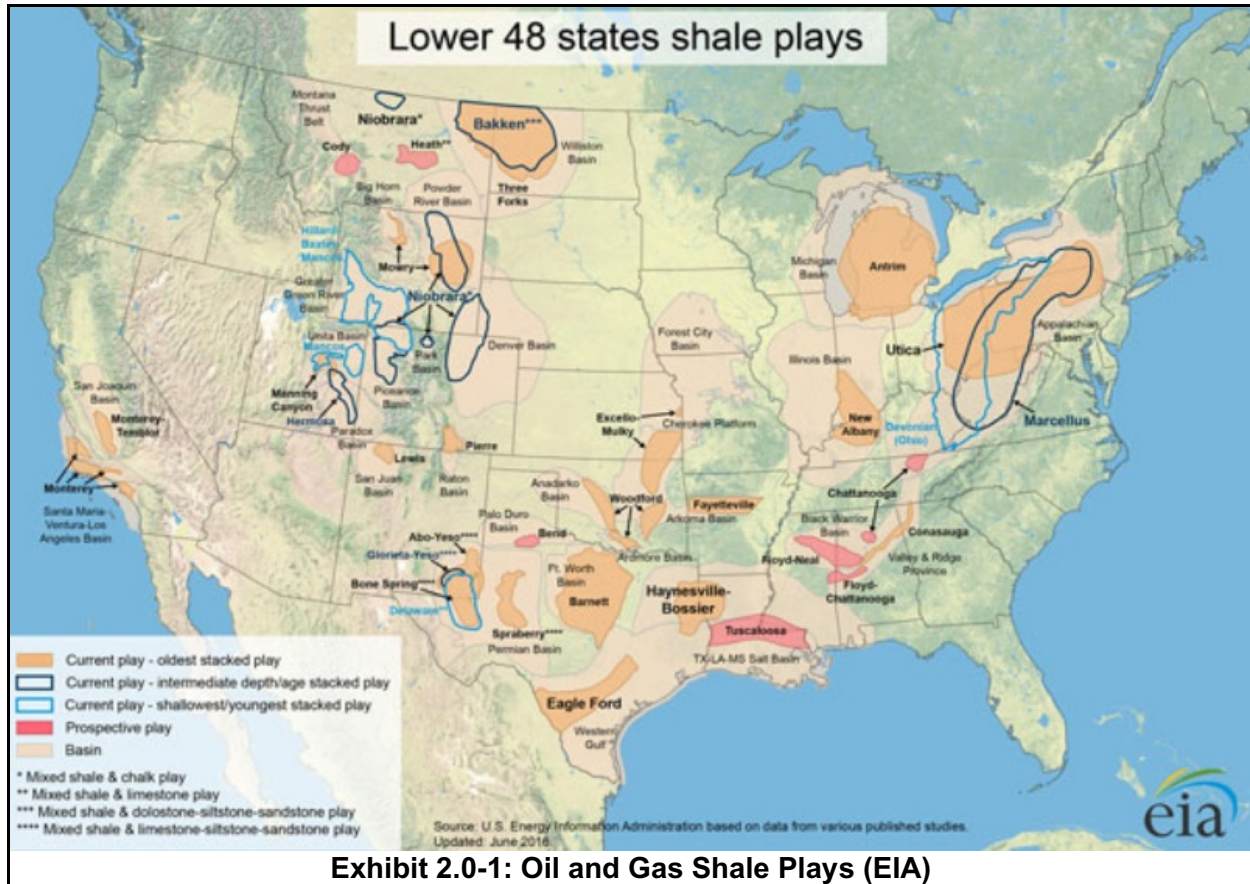 Lower 48 states shale plays
Montana
Thrust
Belt
Niobrara*
Bakken***
Cody
Heath**
Williston
Basin
Big Horn
Basin
Powder
River Basin
Three
Forks
Hilliard-
Baxter-
Mancos
Mowry
Greater
Green River
Basin
Niobrara*
Michigan
Basin
Antrim
Uinta Basin
Mancos
Park
Basin
Denver Basin
Forest City
Basin
Illinois Basin
Utica
Appalachian
Basin
San Joaquin
Basin
Monterey-
Temblor
Manning
Canyon
Hermosa
Piceance
Basin
Paradox
Basin
Excello-
Mulky
Cherokee Platform
New
Albany
Devonian
(Ohio)
Marcellus
Lewis
Pierre
Monterey
San Juan
Basin
Raton
Basin
Anadarko
Basin
Woodford
Fayetteville
Chattanooga
Santa Maria-
Ventura-Los
Angeles Basin
Palo Duro
Basin
Arkoma Basin
Black Warrior
Basin
Conasauga
Abo-Yeso****
Bend
Ardmore Basin
Floyd-Neal
Valley & Ridge
Province
Glorieta-Yeso****
Bone Spring****
Ft. Worth
Basin
Barnett
Haynesville-
Bossier
Floyd-
Chattanooga
Delaware**
Spraberry****
Permian Basin
Tuscaloosa
TX-LA-MS Salt Basin
Eagle Ford
Western
Gulf
Current play - oldest stacked play
Current play - intermediate depth/age stacked play
Current play - shallowest/youngest stacked play
Prospective play
Basin
* Mixed shale & chalk play
** Mixed shale & limestone play
*** Mixed shale & dolostone-siltstone-sandstone play
**** Mixed shale & limestone-siltstone-sandstone play
Source: U.S. Energy Information Administration based on data from various published studies.
Updated: June 2016
eia
Exhibit 2.0-1: Oil and Gas Shale Plays (EIA)